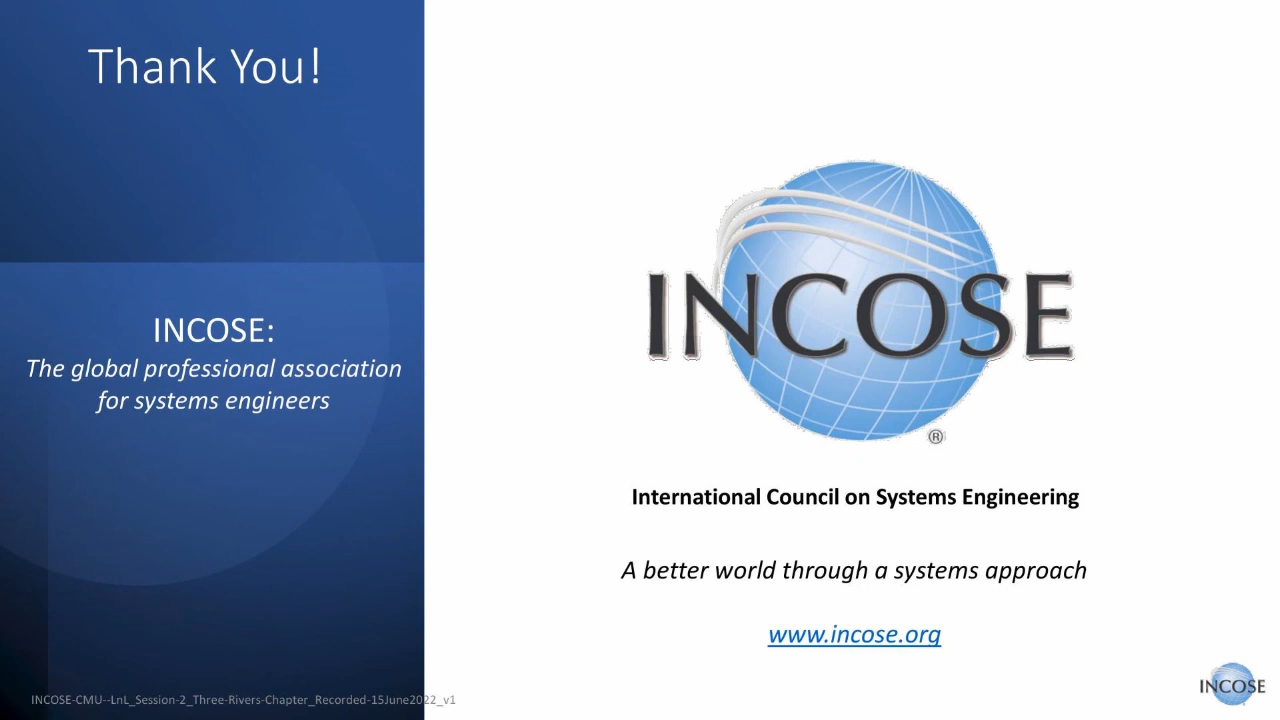 Thank You!
INCOSE:
The global professional association
for systems engineers
INCOSE
®
International Council on Systems Engineering
A better world through a systems approach
www.incose.org
INCOSE-CMU--LnL_Session-2_Three-Rivers-Chapter_Recorded-15June2022_v1
INCOSE